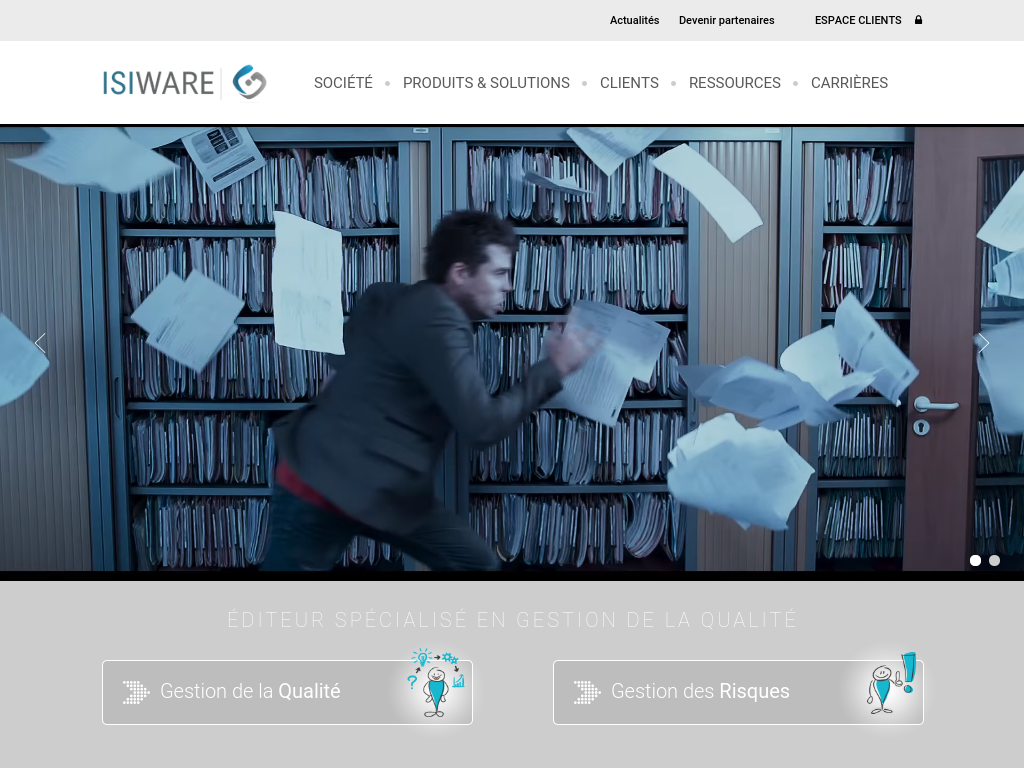 Actualités Devenir partenaires ESPACE CLIENTS
ISIWARE
SOCIÉTÉ PRODUITS & SOLUTIONS CLIENTS RESSOURCES CARRIÈRES
ÉDITEUR SPÉCIALISÉ EN GESTION DE LA QUALITÉ
Gestion de la Qualité
Gestion des Risques